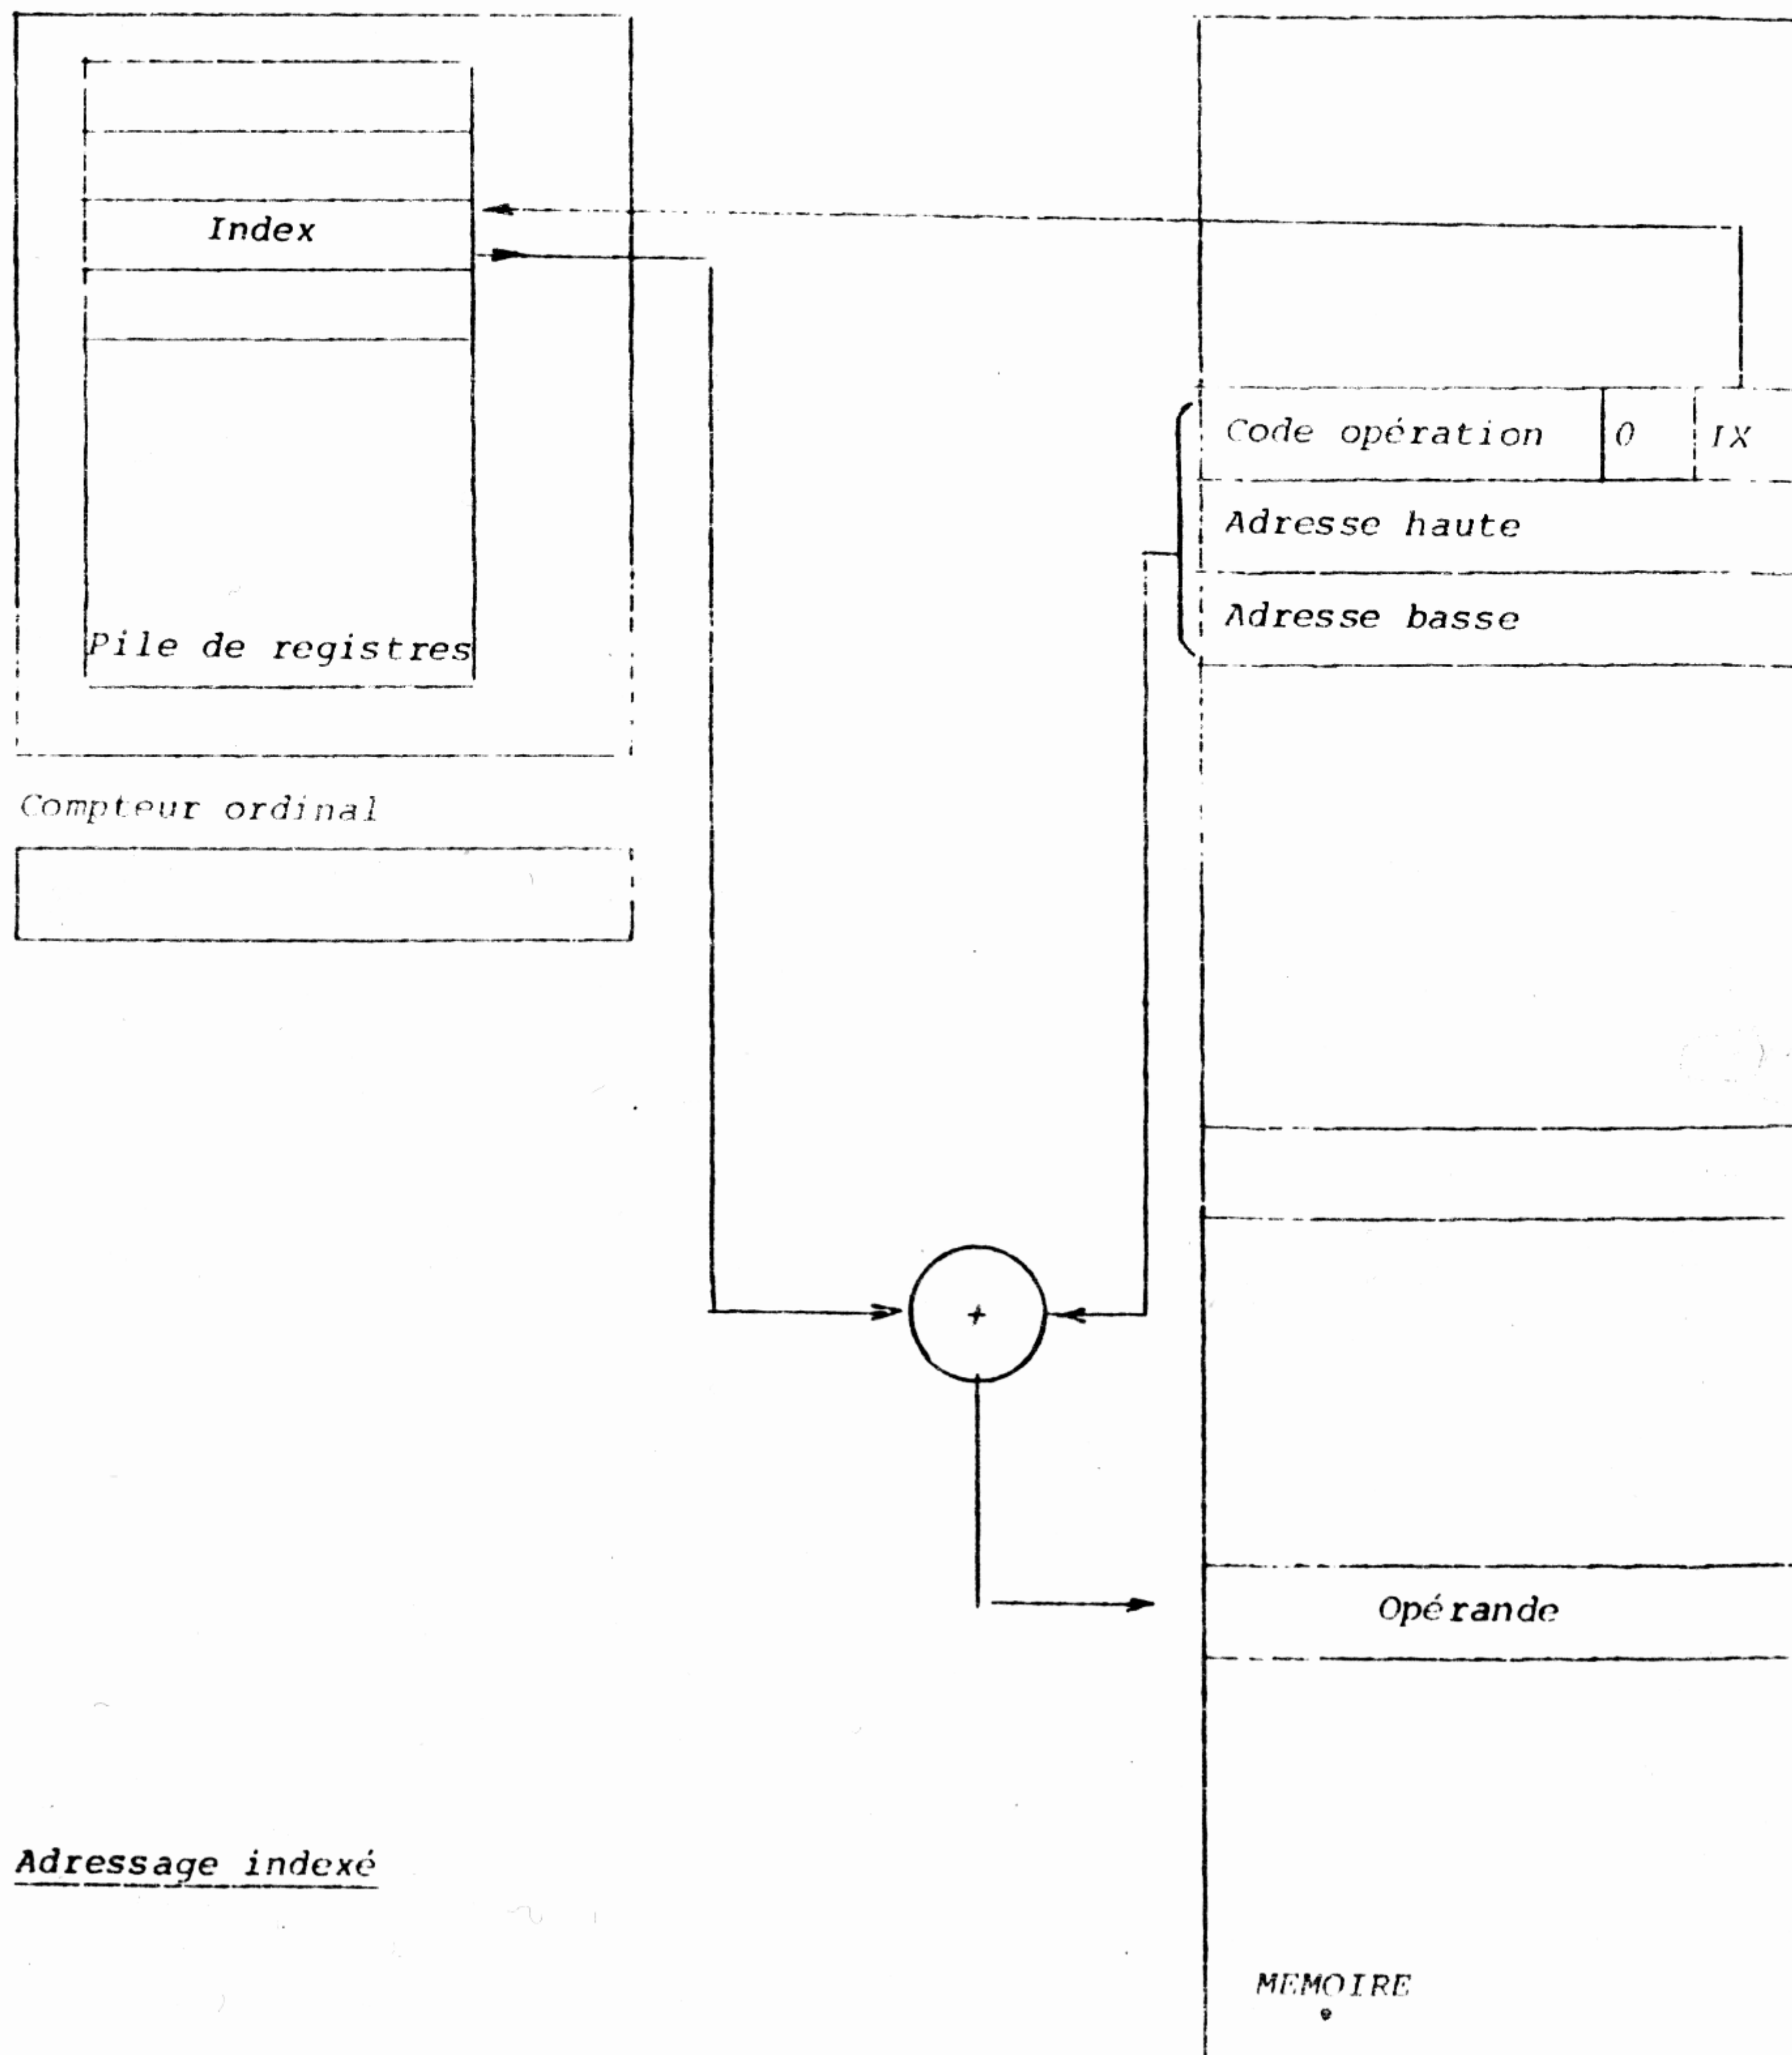 Index
Code opération 0 IX
Adresse haute
Adresse basse
Pile de registres
Compteur ordinal
+
Opérande
Adressage indexé
MEMOIRE